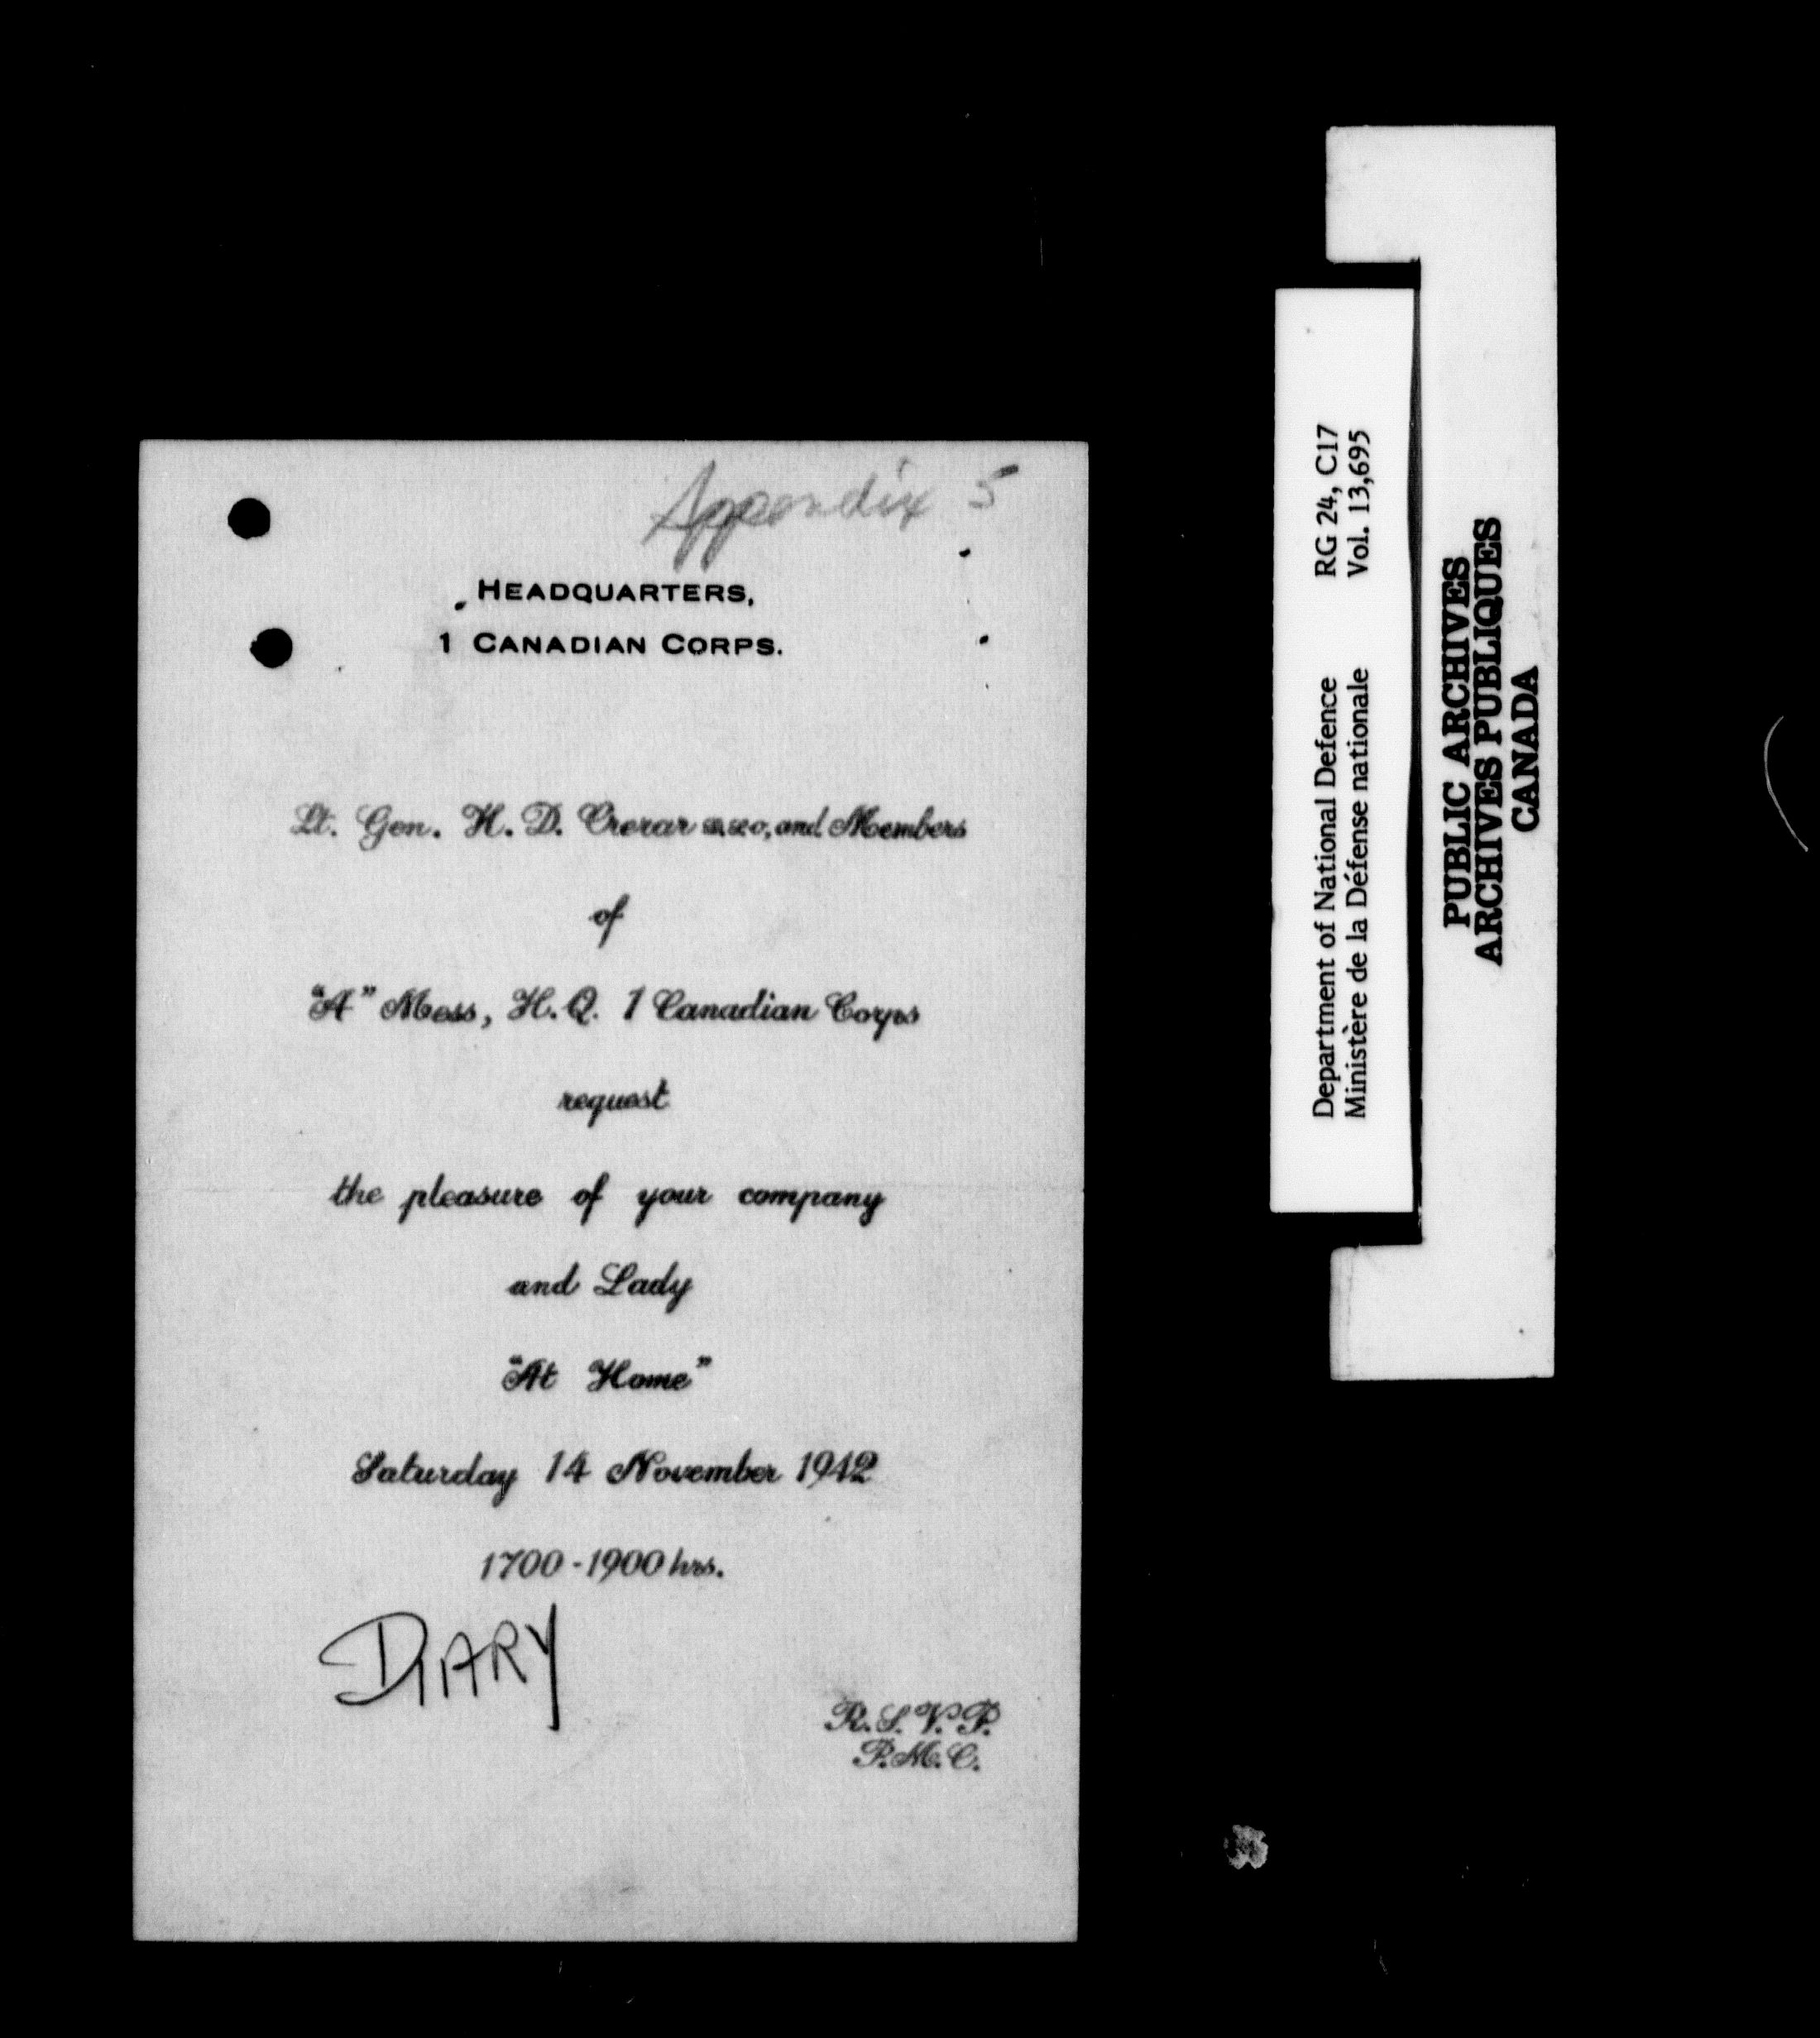 Appendix 5
HEADQUARTERS,
1 CANADIAN CORPS.
Lt. Gen. H. D. Crerar D.S.O., and Members
of
"A" Mess, H.Q. 1 Canadian Corps
request
the pleasure of your company
and Lady
"At Home"
Saturday 14 November 1942
1700-1900 hrs.
DIARY
R.S.V.P.
P.M.C.
Department of National Defence RG 24, C17
Ministère de la Défense nationale Vol. 13,695
PUBLIC ARCHIVES
ARCHIVES PUBLIQUES
CANADA